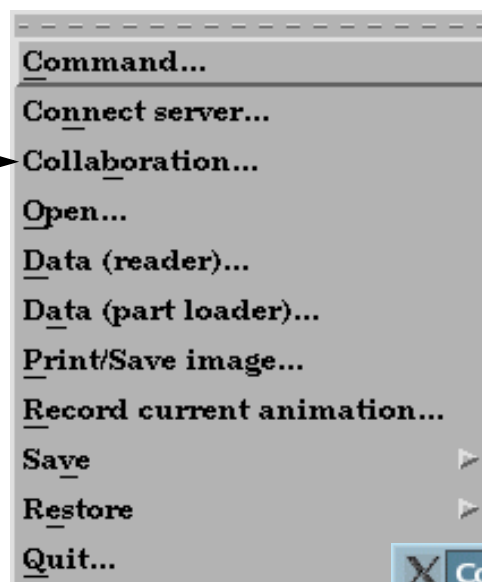 Command...
Connect server...
Collaboration...
Open...
Data (reader)...
Data (part loader)...
Print/Save image...
Record current animation...
Save
Restore
Quit...
X Co